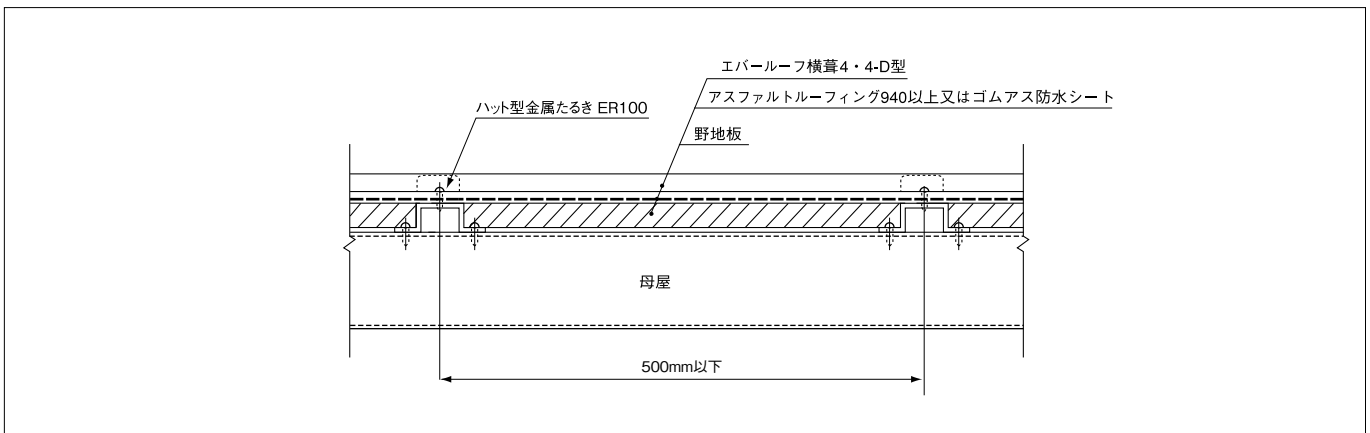 エバールーフ横葺4・4-D型
アスファルトルーフィング940以上又はゴムアス防水シート
ハット型金属たるき ER100
野地板
母屋
500mm以下